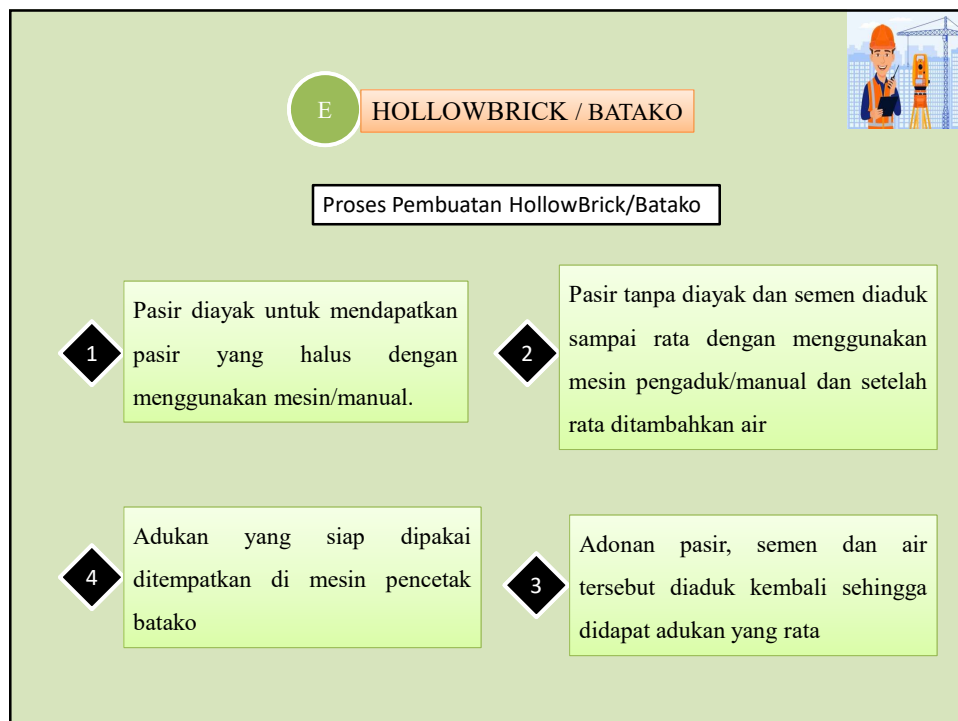 E
HOLLOWBRICK / BATAKO
Proses Pembuatan HollowBrick/Batako
1
Pasir diayak untuk mendapatkan
pasir yang halus dengan
menggunakan mesin/manual.
2
Pasir tanpa diayak dan semen diaduk
sampai rata dengan menggunakan
mesin pengaduk/manual dan setelah
rata ditambahkan air
3
Adonan pasir, semen dan air
tersebut diaduk kembali sehingga
didapat adukan yang rata
4
Adukan yang siap dipakai
ditempatkan di mesin pencetak
batako